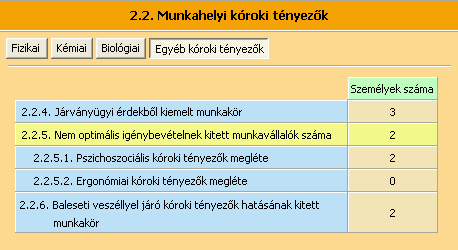 2.2. Munkahelyi kóroki tényezők
Fizikai Kémiai Biológiai Egyéb kóroki tényezők
Személyek száma
2.2.4. Járványügyi érdekből kiemelt munkakör 3
2.2.5. Nem optimális igénybevételnek kitett munkavállalók száma 2
2.2.5.1. Pszichoszociális kóroki tényezők megléte 2
2.2.5.2. Ergonómiai kóroki tényezők megléte 0
2.2.6. Baleseti veszéllyel járó kóroki tényezők hatásának kitett
munkakör 2